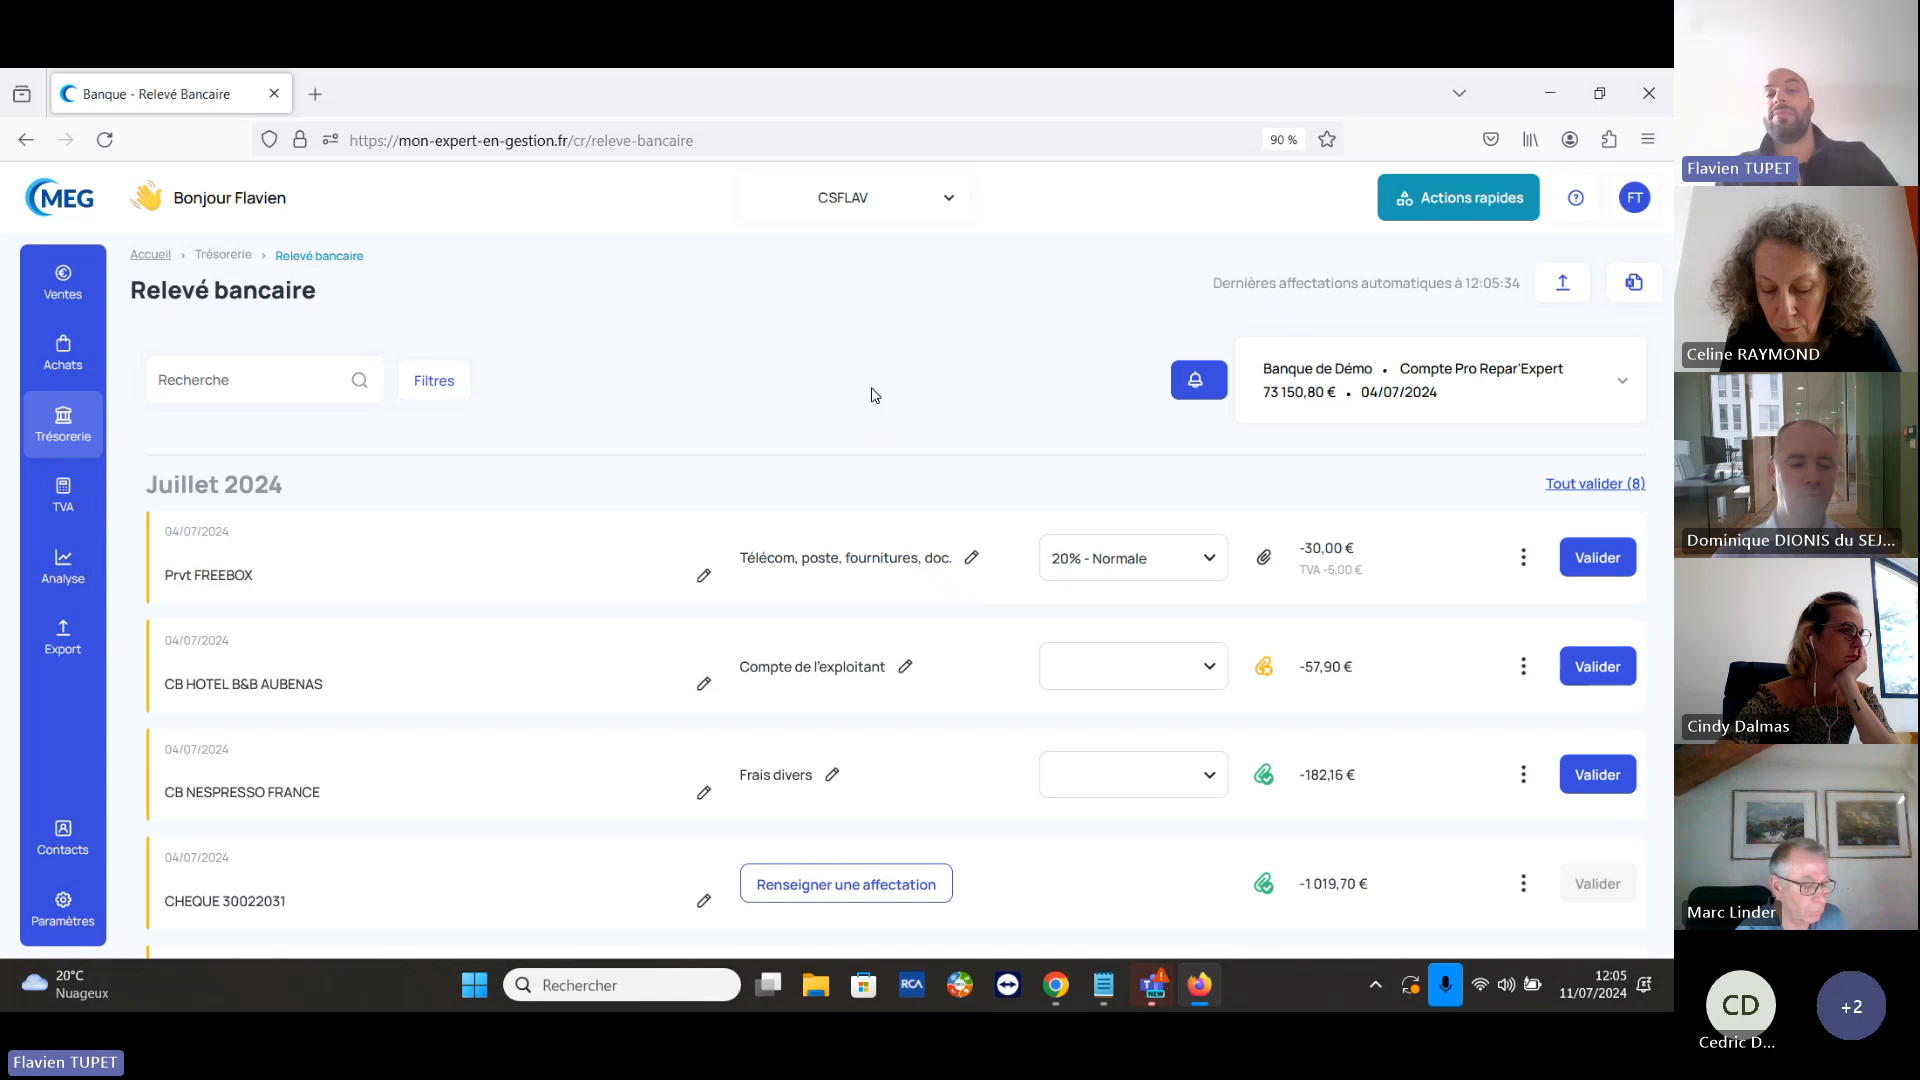 Banque - Relevé Bancaire
https://mon-expert-en-gestion.fr/cr/releve-bancaire
90 %
MEG
Bonjour Flavien
CSFLAV
Actions rapides
FT
Ventes
Achats
Trésorerie
TVA
Analyse
Export
Contacts
Paramètres
Accueil › Trésorerie › Relevé bancaire
Relevé bancaire
Dernières affectations automatiques à 12:05:34
Recherche
Filtres
Banque de Démo • Compte Pro Repar'Expert
73 150,80 € • 04/07/2024
Juillet 2024
Tout valider (8)
04/07/2024
Prvt FREEBOX
Télécom, poste, fournitures, doc.
20% - Normale
-30,00 €
TVA -5,00 €
Valider
04/07/2024
CB HOTEL B&B AUBENAS
Compte de l'exploitant
-57,90 €
Valider
04/07/2024
CB NESPRESSO FRANCE
Frais divers
-182,16 €
Valider
04/07/2024
CHEQUE 30022031
Renseigner une affectation
-1 019,70 €
Valider
20°C
Nuageux
Rechercher
RCA
NEW
12:05
11/07/2024
Flavien TUPET
Flavien TUPET
Celine RAYMOND
Dominique DIONIS du SEJ...
Cindy Dalmas
Marc Linder
CD
Cedric D...
+2